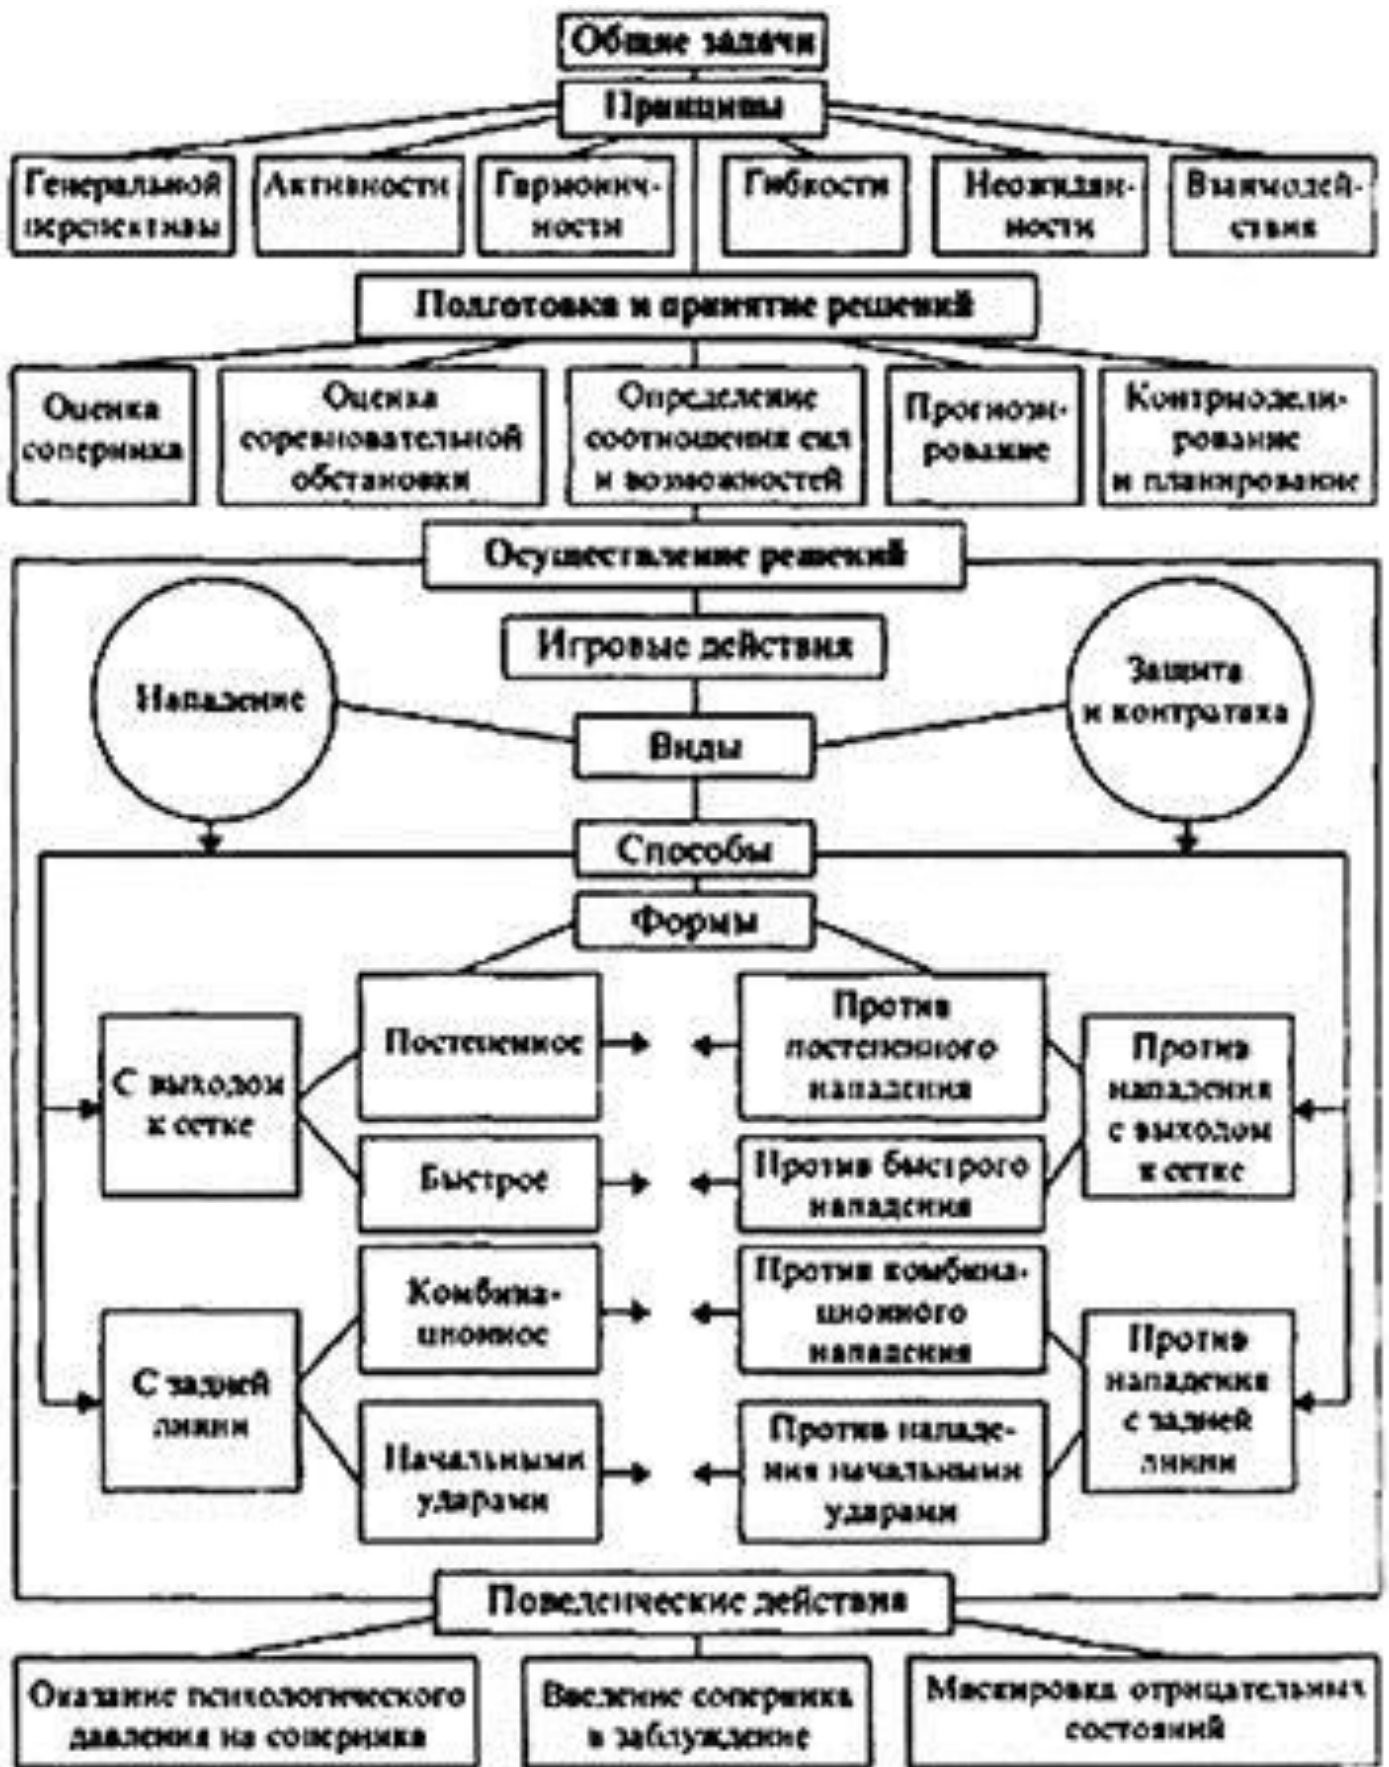 Общие задачи
Принципы
Генеральной
перспективы
Активности
Гармонич-
ности
Гибкости
Неожидан-
ности
Взаимодей-
ствия
Подготовка и принятие решений
Оценка
соперника
Оценка
соревновательной
обстановки
Определение
соотношения сил
и возможностей
Прогнози-
рование
Контрмодели-
рование
и планирование
Осуществление решений
Игровые действия
Нападение
Защита
и контратака
Виды
Способы
Формы
С выходом
к сетке
Постепенное
Против
постепенного
нападения
Против
нападения
с выходом
к сетке
Быстрое
Против быстрого
нападения
С задней
линии
Комбина-
ционное
Против комбина-
ционного
нападения
Против
нападения
с задней
линии
Начальными
ударами
Против нападе-
ния начальными
ударами
Поведенческие действия
Оказание психологического
давления на соперника
Введение соперника
в заблуждение
Маскировка отрицательных
состояний